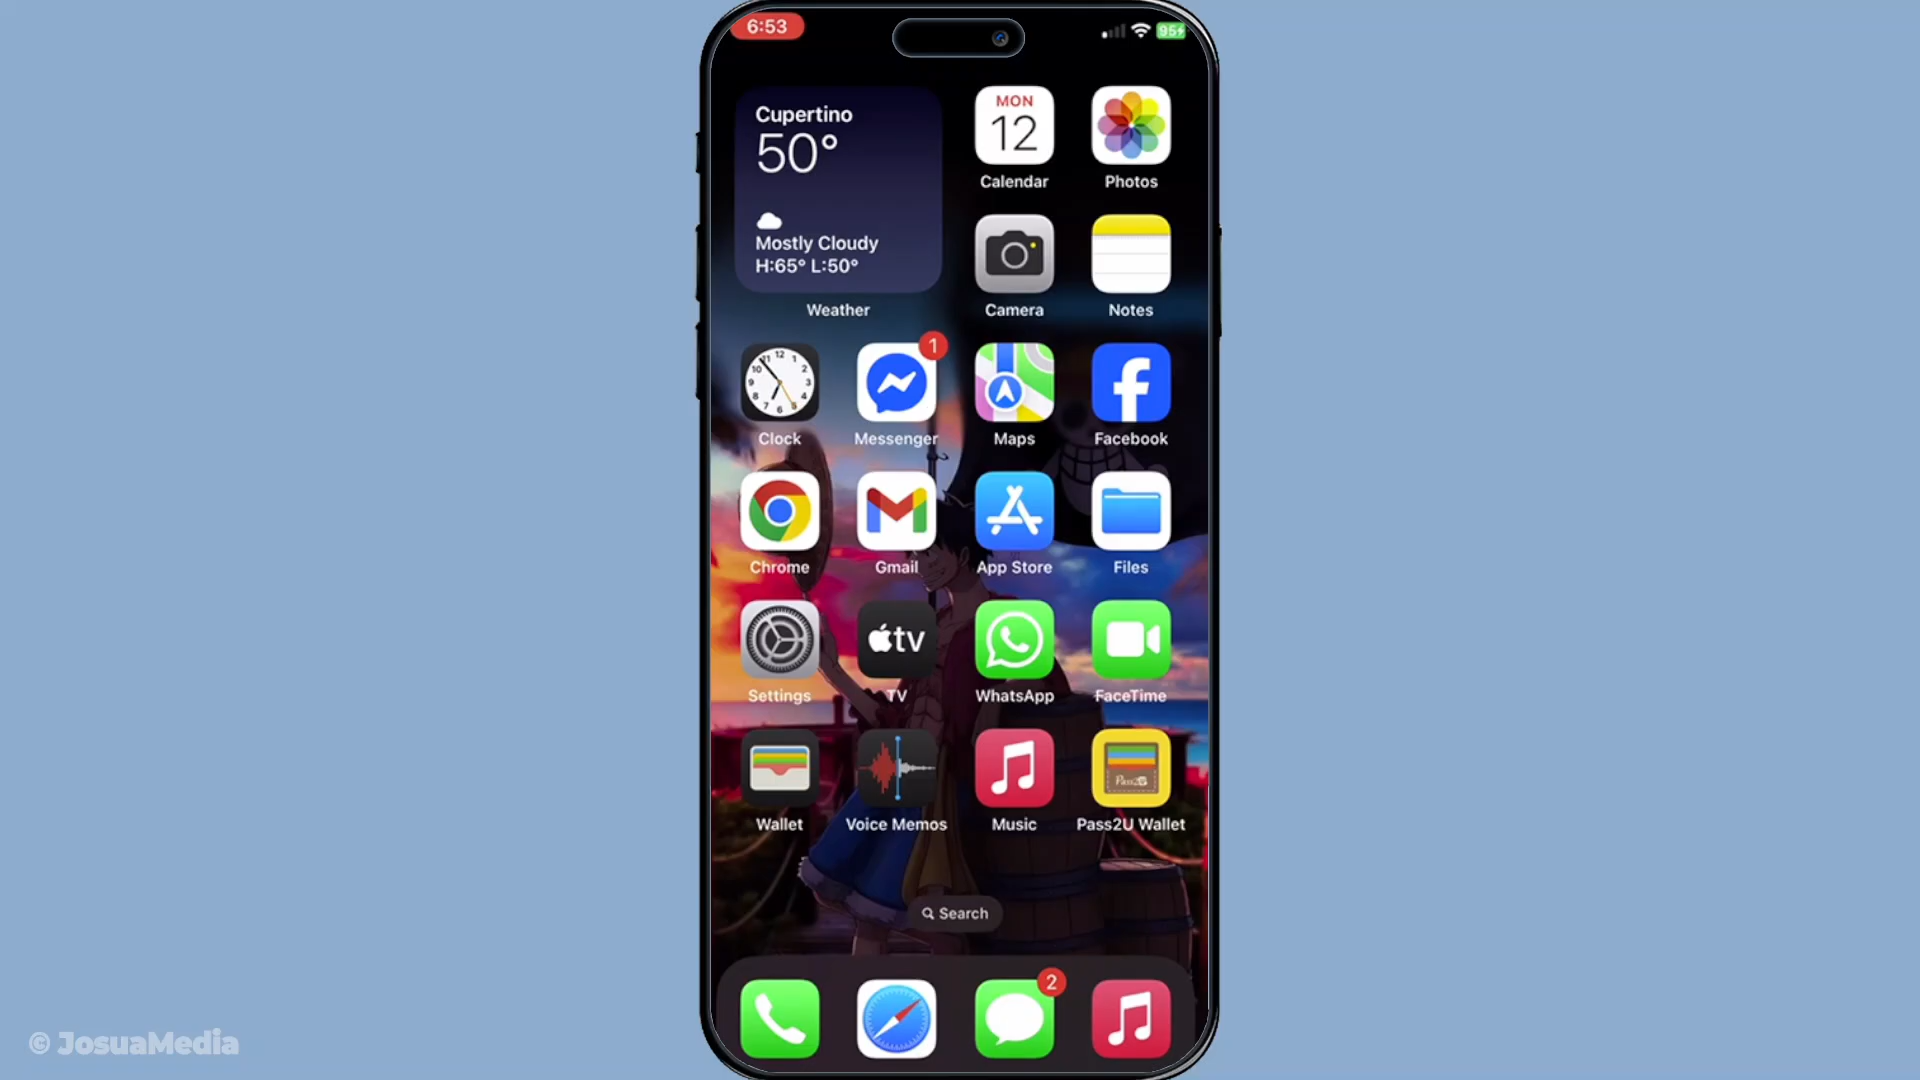 6:53
95
Cupertino
50°
Mostly Cloudy
H:65° L:50°
Weather
MON
12
Calendar
Photos
Camera
Notes
1
Clock
Messenger
Maps
Facebook
Chrome
Gmail
App Store
Files
tv
Settings
TV
WhatsApp
FaceTime
Pass2U
Wallet
Voice Memos
Music
Pass2U Wallet
Search
2
© JosuaMedia